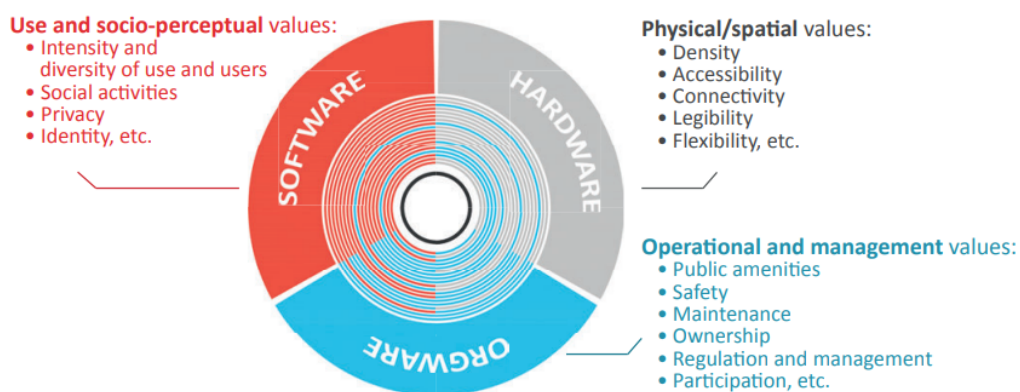 Use and socio-perceptual values:
• Intensity and
diversity of use and users
• Social activities
• Privacy
• Identity, etc.
SOFTWARE
HARDWARE
ORGWARE
Physical/spatial values:
• Density
• Accessibility
• Connectivity
• Legibility
• Flexibility, etc.
Operational and management values:
• Public amenities
• Safety
• Maintenance
• Ownership
• Regulation and management
• Participation, etc.